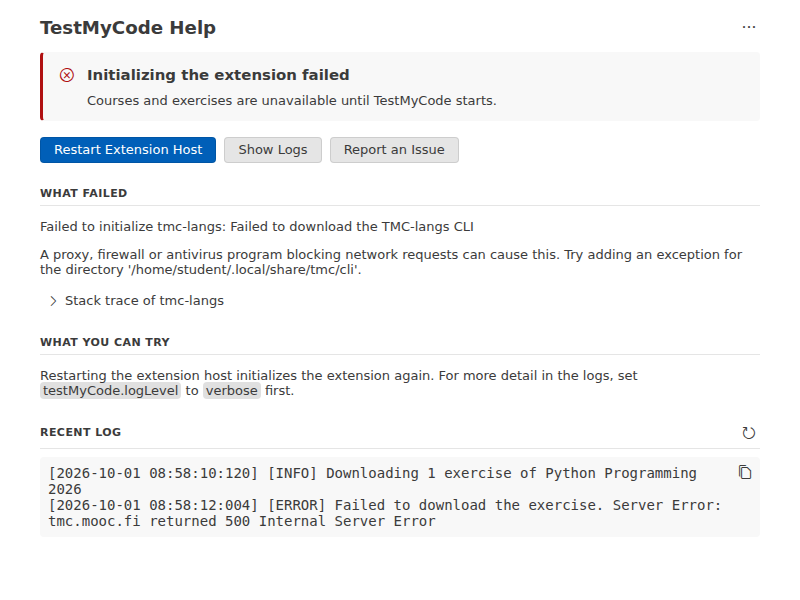 TestMyCode Help
Initializing the extension failed
Courses and exercises are unavailable until TestMyCode starts.
Restart Extension Host Show Logs Report an Issue
WHAT FAILED
Failed to initialize tmc-langs: Failed to download the TMC-langs CLI
A proxy, firewall or antivirus program blocking network requests can cause this. Try adding an exception for
the directory '/home/student/.local/share/tmc/cli'.
Stack trace of tmc-langs
WHAT YOU CAN TRY
Restarting the extension host initializes the extension again. For more detail in the logs, set
testMyCode.logLevel to verbose first.
RECENT LOG
[2026-10-01 08:58:10:120] [INFO] Downloading 1 exercise of Python Programming
2026
[2026-10-01 08:58:12:004] [ERROR] Failed to download the exercise. Server Error:
tmc.mooc.fi returned 500 Internal Server Error